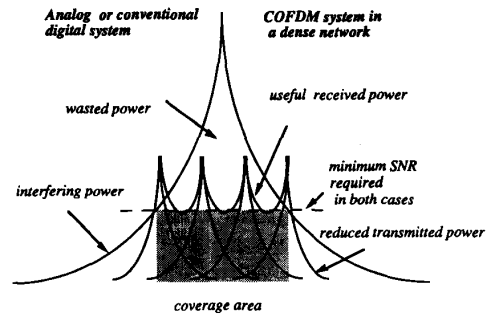 Analog or conventional
digital system
COFDM system in
a dense network
wasted power
useful received power
minimum SNR
required
in both cases
interfering power
reduced transmitted power
coverage area